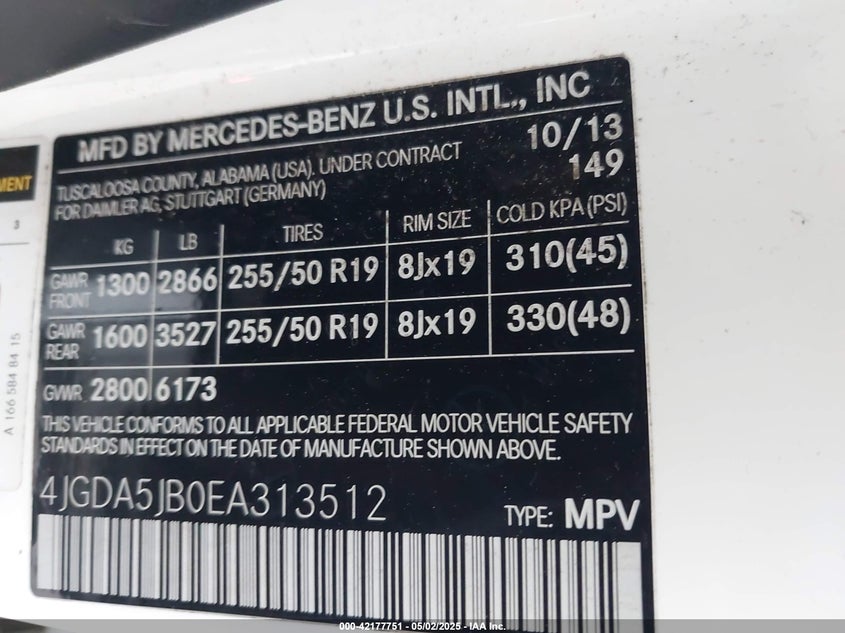 MFD BY MERCEDES-BENZ U.S. INTL., INC
10/13
TUSCALOOSA COUNTY, ALABAMA (USA). UNDER CONTRACT
149
FOR DAIMLER AG, STUTTGART (GERMANY)
KG LB TIRES RIM SIZE COLD KPA (PSI)
GAWR FRONT 1300 2866 255/50 R19 8Jx19 310(45)
GAWR REAR 1600 3527 255/50 R19 8Jx19 330(48)
GVWR 2800 6173
THIS VEHICLE CONFORMS TO ALL APPLICABLE FEDERAL MOTOR VEHICLE SAFETY
STANDARDS IN EFFECT ON THE DATE OF MANUFACTURE SHOWN ABOVE.
4JGDA5JB0EA313512
TYPE: MPV
3
A 166 584 84 15
000-42177751 - 05/02/2025 - IAA Inc.